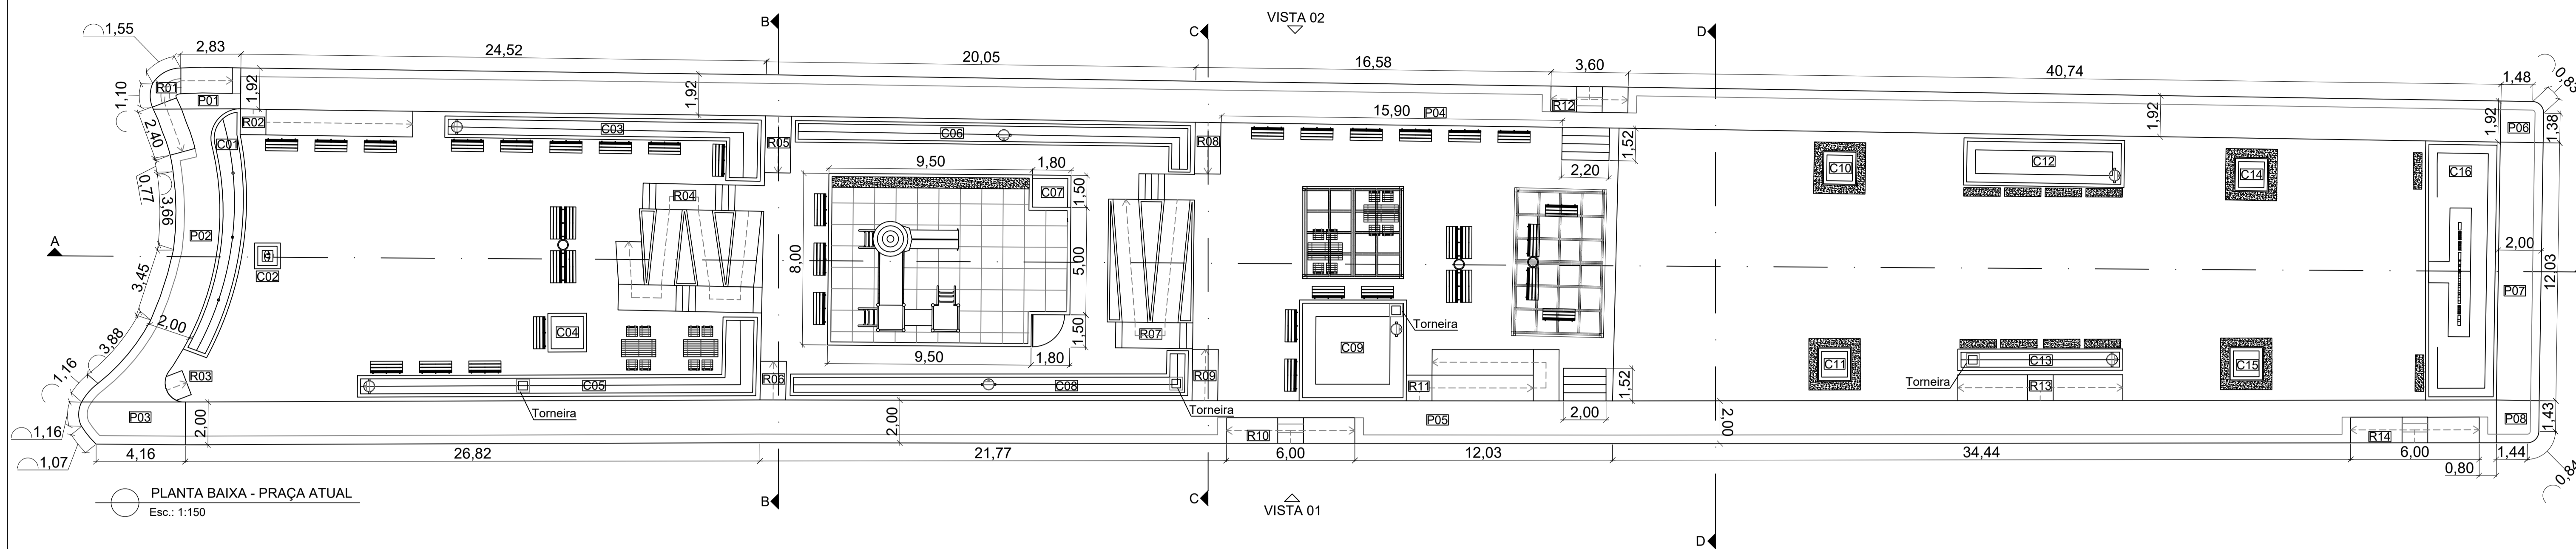 VISTA 02
B
C
D
1,55
2,83
24,52
20,05
16,58
3,60
40,74
1,48
0,83
1,10
R01
P01
1,92
1,92
R12
15,90
P04
1,92
1,92
P06
1,38
2,40
C01
R02
C03
R05
C06
R08
1,52
2,20
C10
C12
C14
C16
9,50
1,80
C07
1,50
0,77
3,66
P02
R04
A
C02
8,00
5,00
2,00
12,03
P07
3,45
2,00
C04
R07
1,50
Torneira
C09
3,88
9,50
1,80
C11
C13
C15
R03
C05
R06
C08
R09
R11
1,52
Torneira
R13
1,16
P03
2,00
Torneira
2,00
Torneira
2,00
P05
2,00
P08
1,43
1,16
R10
R14
1,07
4,16
26,82
21,77
6,00
12,03
34,44
6,00
1,44
0,80
0,84
PLANTA BAIXA - PRAÇA ATUAL
Esc.: 1:150
B
C
VISTA 01
D